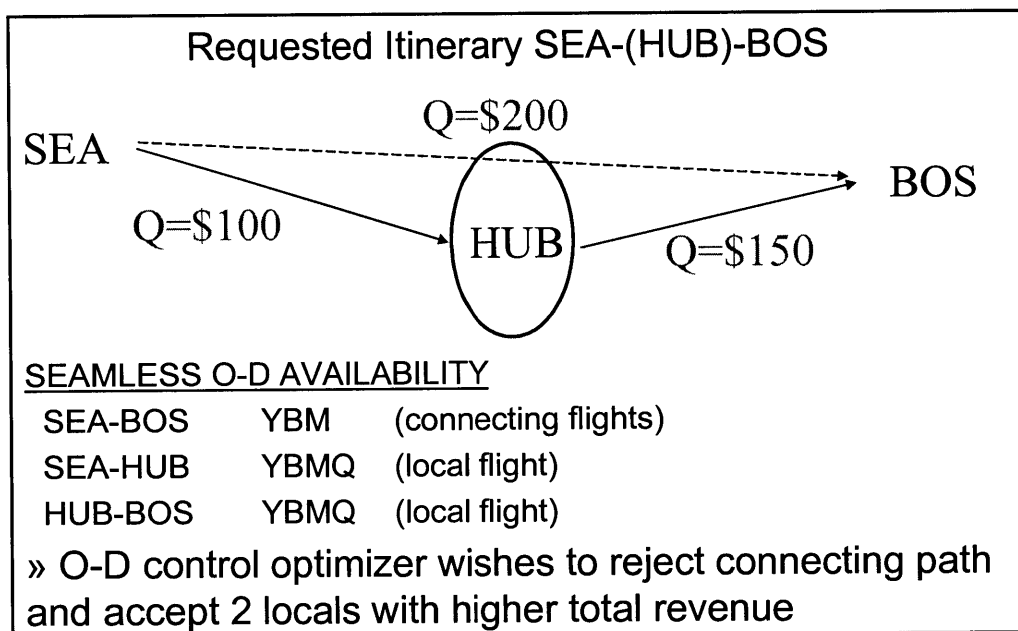 Requested Itinerary SEA-(HUB)-BOS
Q=$200
SEA
BOS
Q=$100
HUB
Q=$150
SEAMLESS O-D AVAILABILITY
SEA-BOS YBM (connecting flights)
SEA-HUB YBMQ (local flight)
HUB-BOS YBMQ (local flight)
» O-D control optimizer wishes to reject connecting path
and accept 2 locals with higher total revenue